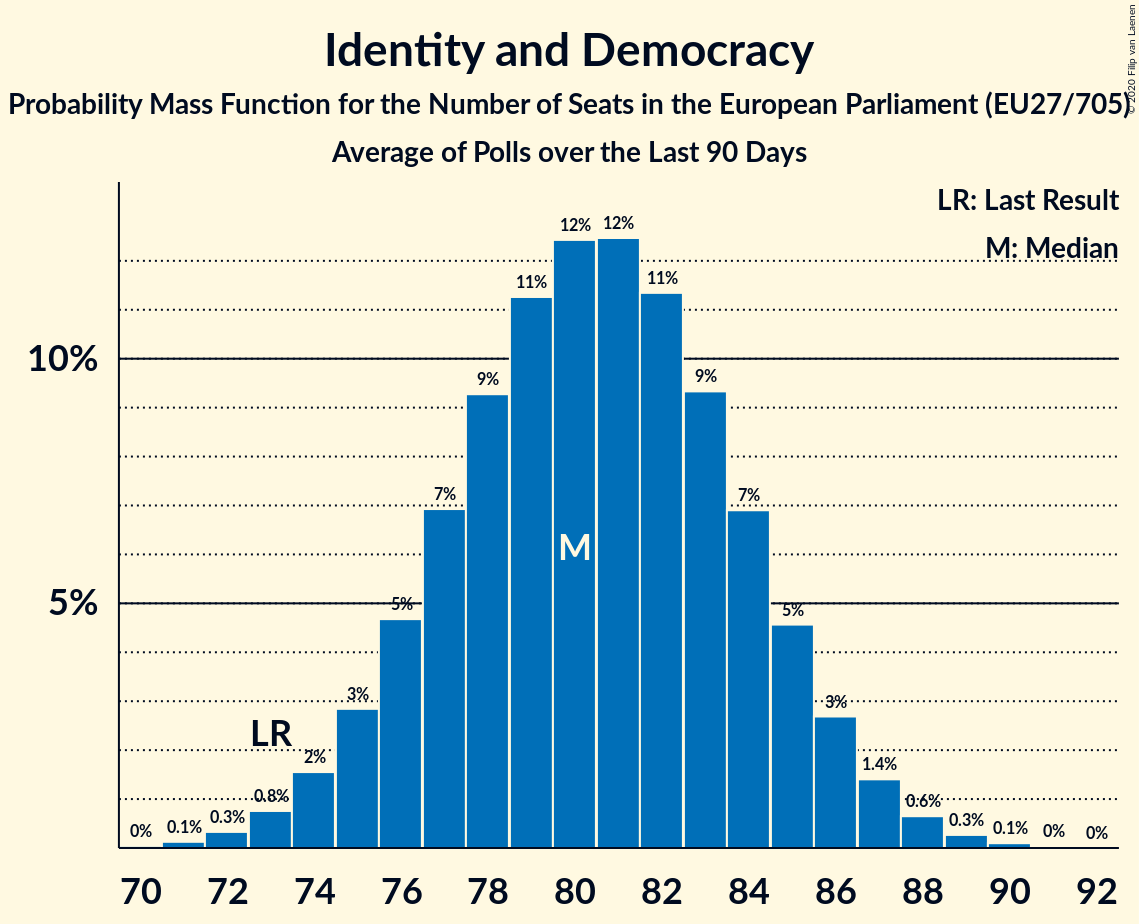 Identity and Democracy
Probability Mass Function for the Number of Seats in the European Parliament (EU27/705)
Average of Polls over the Last 90 Days
© 2020 Filip van Laenen
LR: Last Result
M: Median
10%
5%
0%
0.1%
0.3%
0.8%
2%
3%
5%
7%
9%
11%
12%
12%
11%
9%
7%
5%
3%
1.4%
0.6%
0.3%
0.1%
0%
0%
LR
M
70 72 74 76 78 80 82 84 86 88 90 92